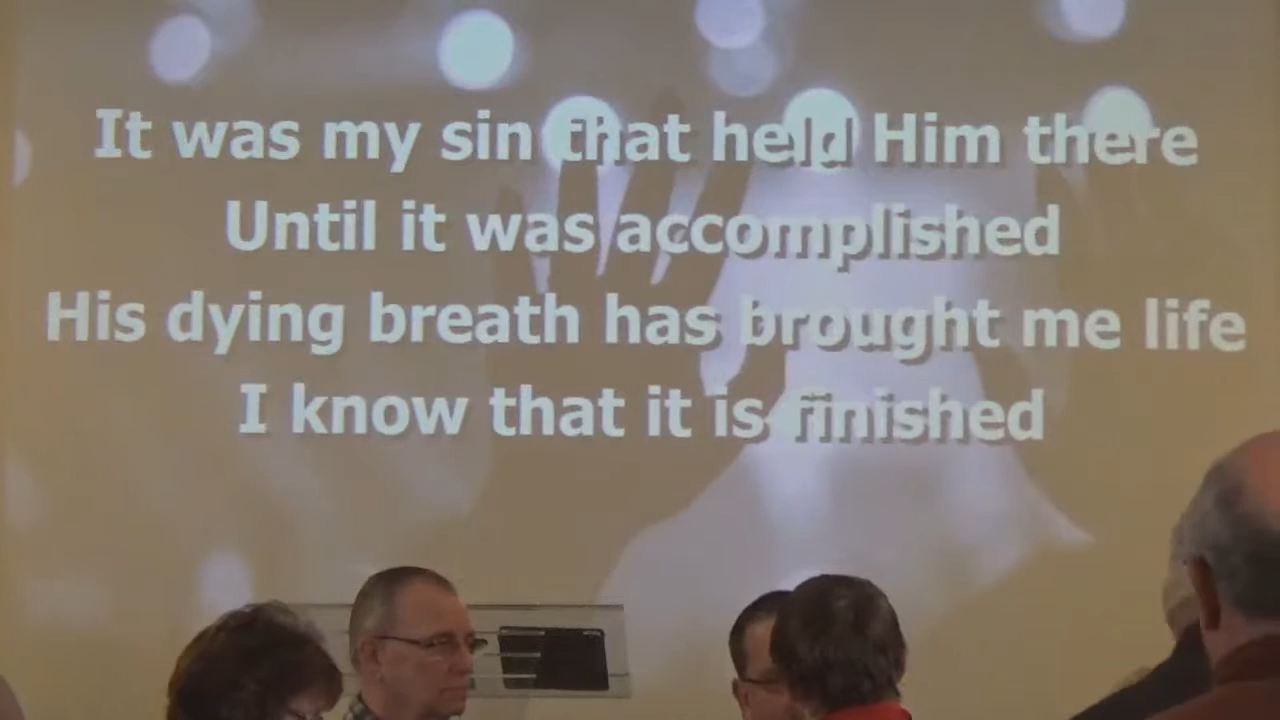 It was my sin that held Him there
Until it was accomplished
His dying breath has brought me life
I know that it is finished